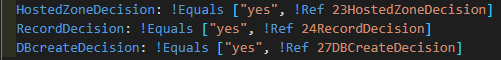 HostedZoneDecision: !Equals ["yes", !Ref 23HostedZoneDecision]
RecordDecision: !Equals ["yes", !Ref 24RecordDecision]
DBcreateDecision: !Equals ["yes", !Ref 27DBCreateDecision]